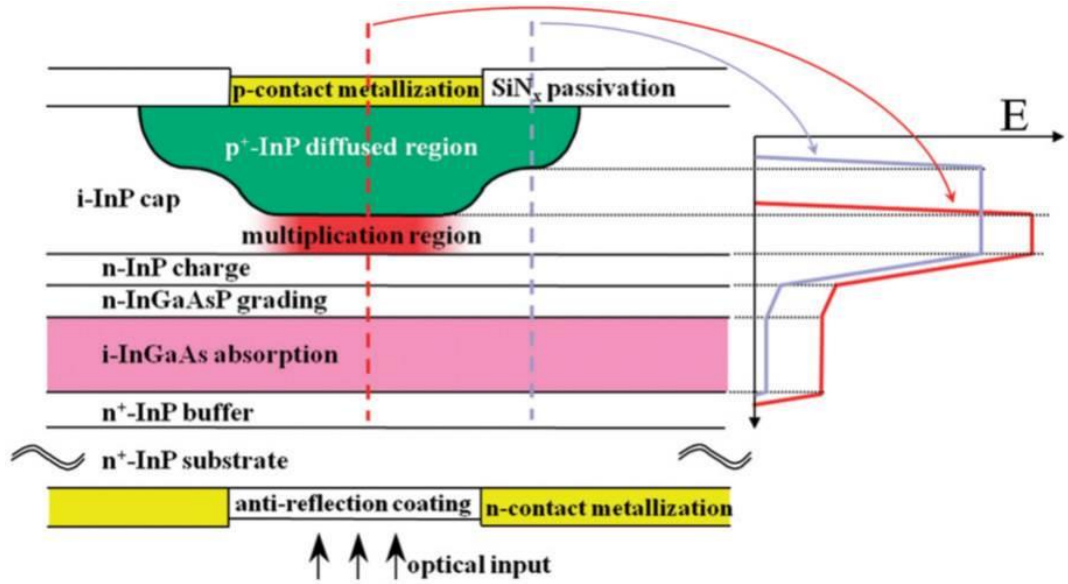 E
p-contact metallization
SiNx passivation
p+-InP diffused region
i-InP cap
multiplication region
n-InP charge
n-InGaAsP grading
i-InGaAs absorption
n+-InP buffer
n+-InP substrate
anti-reflection coating
n-contact metallization
optical input